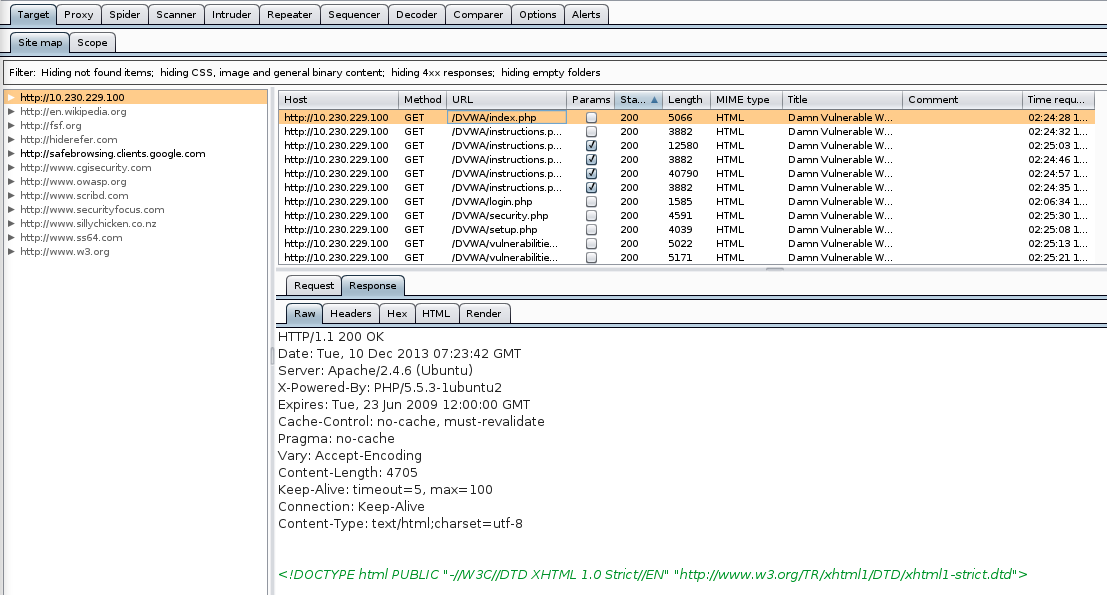 Target Proxy Spider Scanner Intruder Repeater Sequencer Decoder Comparer Options Alerts
Site map Scope
Filter: Hiding not found items; hiding CSS, image and general binary content; hiding 4xx responses; hiding empty folders
http://10.230.229.100
http://en.wikipedia.org
http://fsf.org
http://hiderefer.com
http://safebrowsing.clients.google.com
http://www.cgisecurity.com
http://www.owasp.org
http://www.scribd.com
http://www.securityfocus.com
http://www.sillychicken.co.nz
http://www.ss64.com
http://www.w3.org
Host Method URL Params Sta... Length MIME type Title Comment Time requ...
http://10.230.229.100 GET /DVWA/index.php 200 5066 HTML Damn Vulnerable W... 02:24:28 1...
http://10.230.229.100 GET /DVWA/instructions.p... 200 3882 HTML Damn Vulnerable W... 02:24:32 1...
http://10.230.229.100 GET /DVWA/instructions.p... 200 12580 HTML Damn Vulnerable W... 02:25:03 1...
http://10.230.229.100 GET /DVWA/instructions.p... 200 3882 HTML Damn Vulnerable W... 02:24:46 1...
http://10.230.229.100 GET /DVWA/instructions.p... 200 40790 HTML Damn Vulnerable W... 02:24:57 1...
http://10.230.229.100 GET /DVWA/instructions.p... 200 3882 HTML Damn Vulnerable W... 02:24:35 1...
http://10.230.229.100 GET /DVWA/login.php 200 1585 HTML Damn Vulnerable W... 02:06:34 1...
http://10.230.229.100 GET /DVWA/security.php 200 4591 HTML Damn Vulnerable W... 02:25:30 1...
http://10.230.229.100 GET /DVWA/setup.php 200 4039 HTML Damn Vulnerable W... 02:25:08 1...
http://10.230.229.100 GET /DVWA/vulnerabilitie... 200 5022 HTML Damn Vulnerable W... 02:25:13 1...
http://10.230.229.100 GET /DVWA/vulnerabilitie... 200 5171 HTML Damn Vulnerable W... 02:25:21 1...
Request Response
Raw Headers Hex HTML Render
HTTP/1.1 200 OK
Date: Tue, 10 Dec 2013 07:23:42 GMT
Server: Apache/2.4.6 (Ubuntu)
X-Powered-By: PHP/5.5.3-1ubuntu2
Expires: Tue, 23 Jun 2009 12:00:00 GMT
Cache-Control: no-cache, must-revalidate
Pragma: no-cache
Vary: Accept-Encoding
Content-Length: 4705
Keep-Alive: timeout=5, max=100
Connection: Keep-Alive
Content-Type: text/html;charset=utf-8
<!DOCTYPE html PUBLIC "-//W3C//DTD XHTML 1.0 Strict//EN" "http://www.w3.org/TR/xhtml1/DTD/xhtml1-strict.dtd">